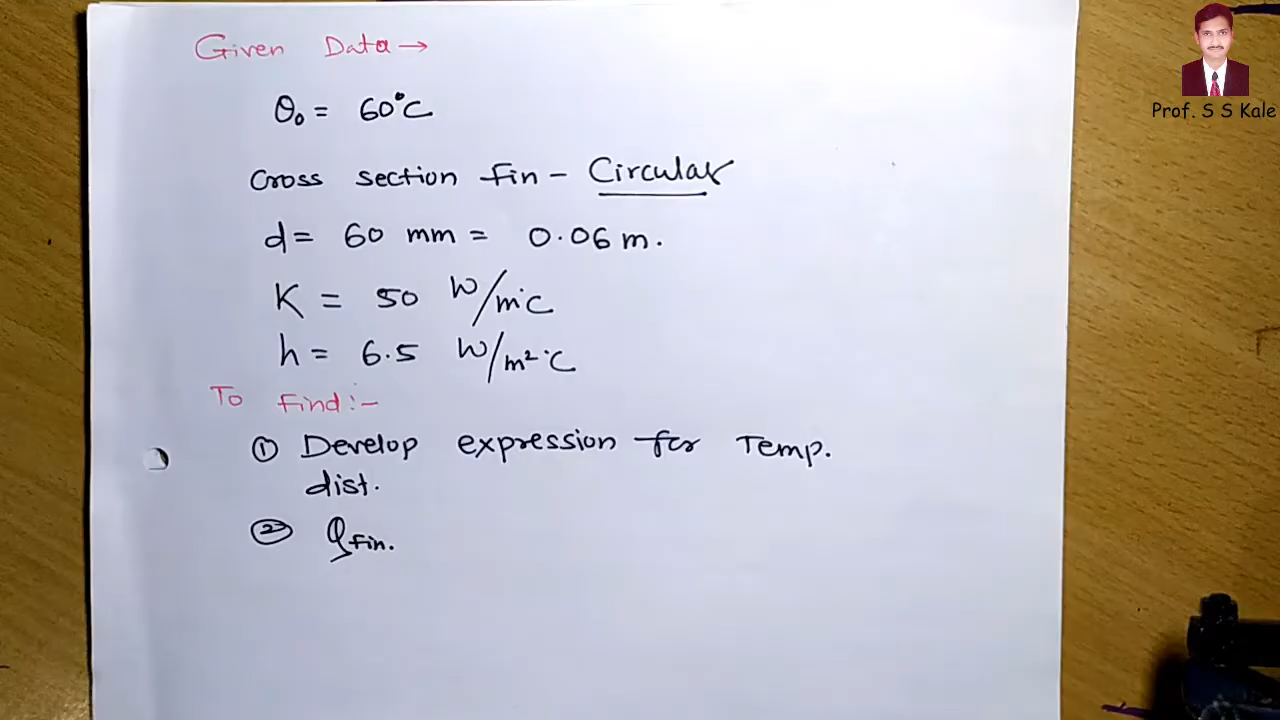 Given Data →
θ₀ = 60°C
Cross section fin - Circular
d = 60 mm = 0.06 m.
K = 50 W/m°C
h = 6.5 W/m² °C
To Find :-
① Develop expression for Temp.
dist.
② Qfin.
Prof. S S Kale